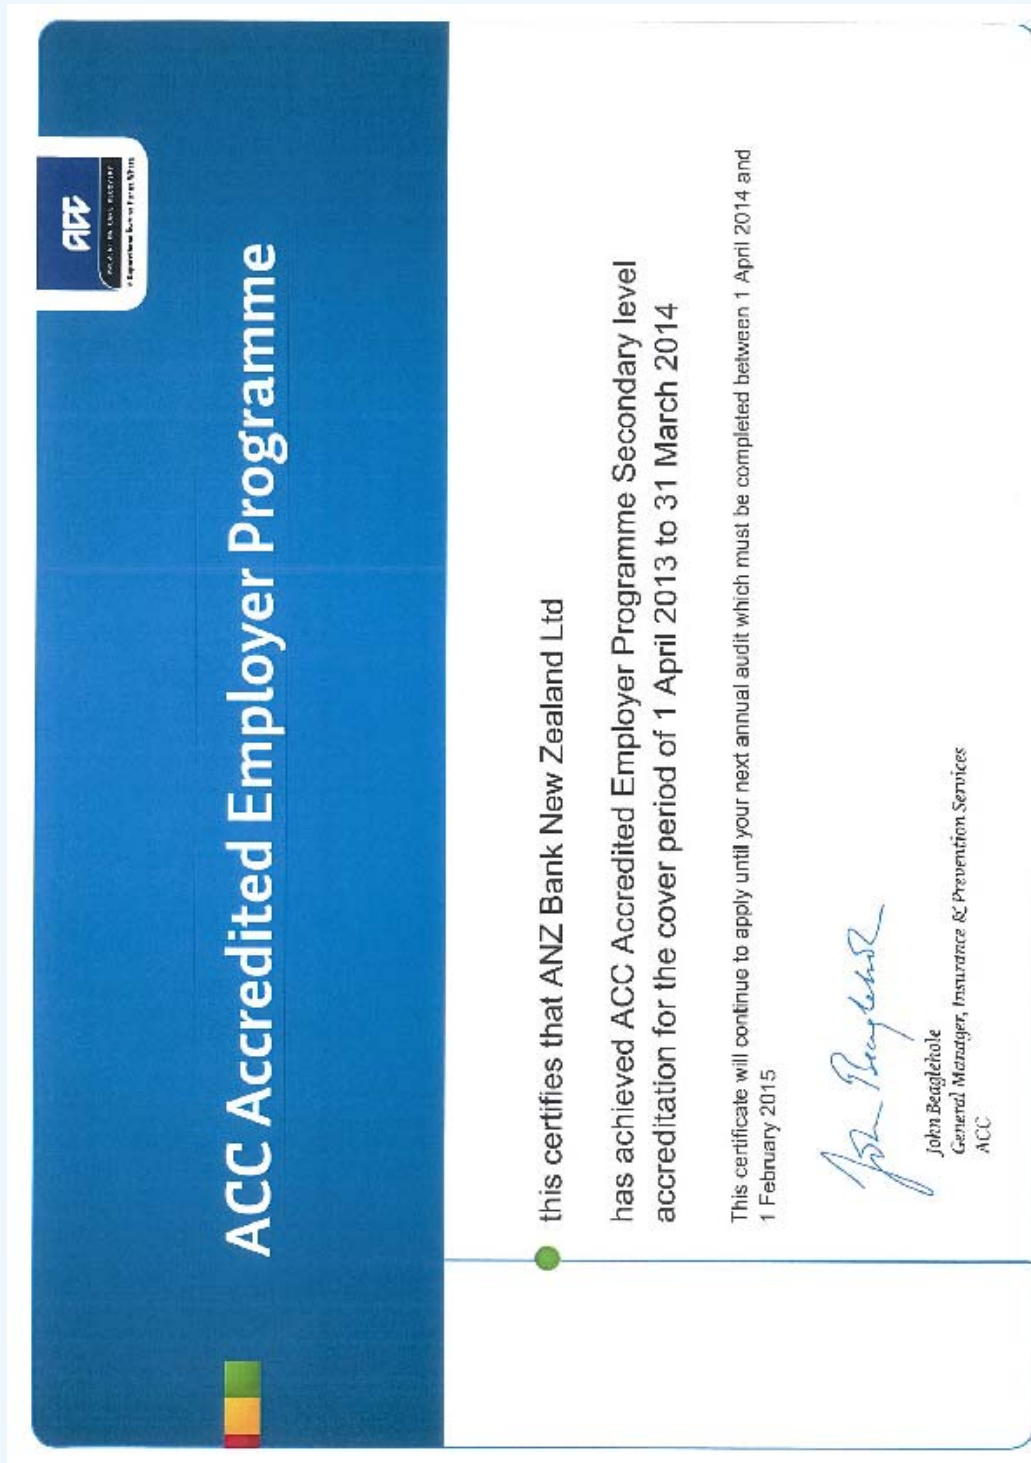 ACC
ACC Accredited Employer Programme
this certifies that ANZ Bank New Zealand Ltd
has achieved ACC Accredited Employer Programme Secondary level
accreditation for the cover period of 1 April 2013 to 31 March 2014
This certificate will continue to apply until your next annual audit which must be completed between 1 April 2014 and
1 February 2015
John Beaglehole
John Beaglehole
General Manager, Insurance & Prevention Services
ACC